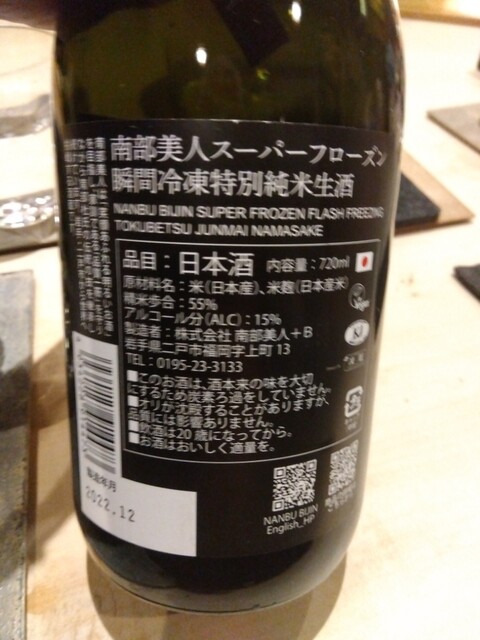 南部美人スーパーフローズン
瞬間冷凍特別純米生酒
NANBU BIJIN SUPER FROZEN FLASH FREEZING
TOKUBETSU JUNMAI NAMASAKE
品目：日本酒 内容量：720ml
原材料名：米（日本産）、米麹（日本産米）
精米歩合：55%
アルコール分（ALC）：15%
製造者：株式会社 南部美人＋B
岩手県二戸市福岡字上町 13
TEL：0195-23-3133
■このお酒は、酒本来の味を大切
にするため炭素ろ過をしていません。
■オリが沈殿することがありますが、
品質には影響ありません。
■飲酒は20歳になってから。
■お酒はおいしく適量を。
製造年月
2022.12
NANBU BIJIN
English_HP